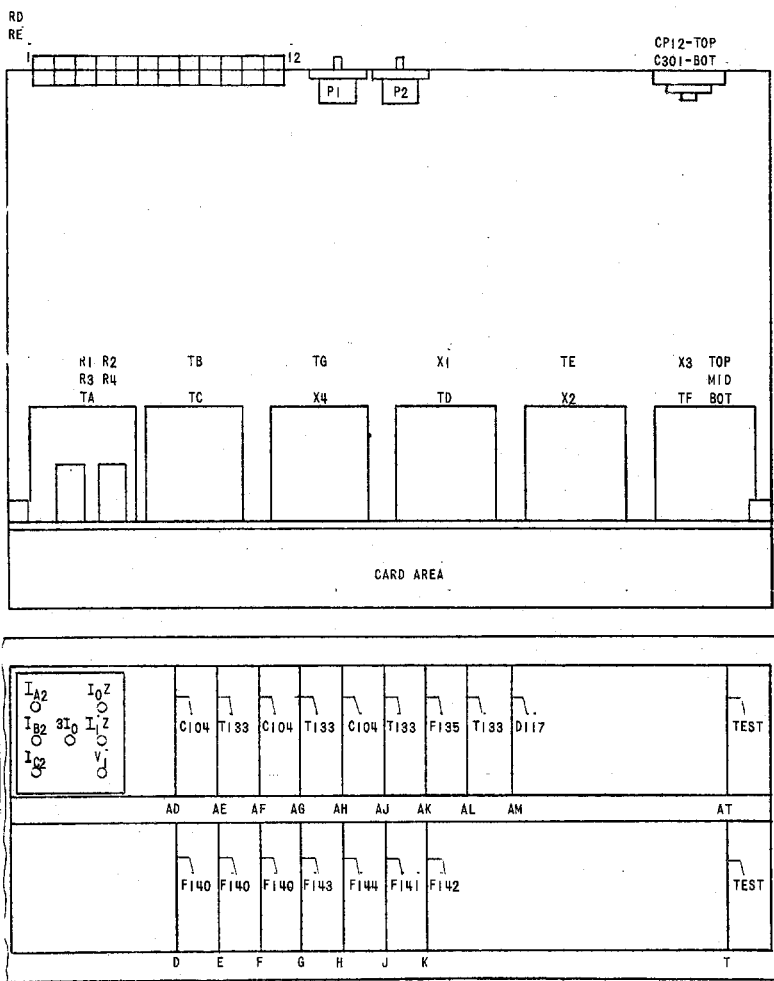 RD
RE
1 12
CP12-TOP
C301-BOT
P1 P2
R1 R2 TB TG X1 TE X3 TOP
R3 R4 MID
TA TC X4 TD X2 TF BOT
CARD AREA
IA2 I0Z
IB2 3I0 I1Z
IC2 V1
C104 T133 C104 T133 C104 T133 F135 T133 D117 TEST
AD AE AF AG AH AJ AK AL AM AT
F140 F140 F140 F143 F144 F141 F142 TEST
D E F G H J K T